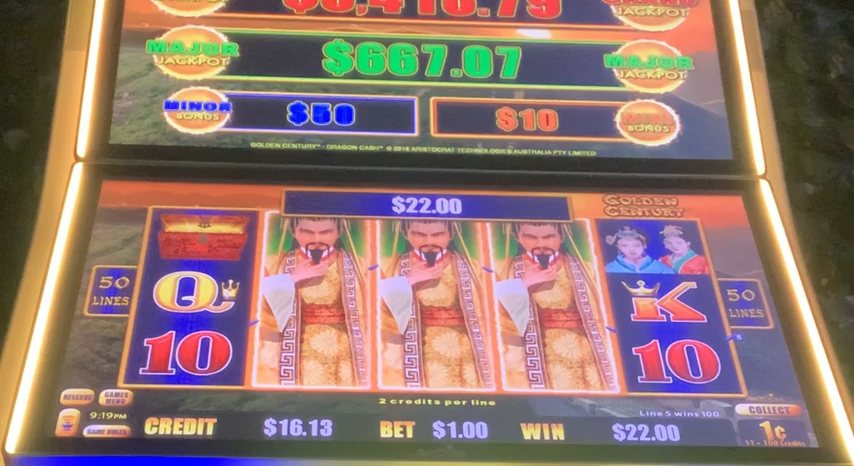 MAJOR JACKPOT $667.07 MAJOR JACKPOT
MINOR BONUS $50 $10 BONUS
GOLDEN CENTURY™ - DRAGON CASH™ © 2018 ARISTOCRAT TECHNOLOGIES AUSTRALIA PTY LIMITED
$22.00
GOLDEN CENTURY
50 LINES
Q
K
50 LINES
10
10
2 credits per line
RESERVE
GAMES MENU
Line 5 wins 100
COLLECT
9:19PM
GAME RULES
CREDIT $16.13 BET $1.00 WIN $22.00
1¢
$1 = 100 Credits